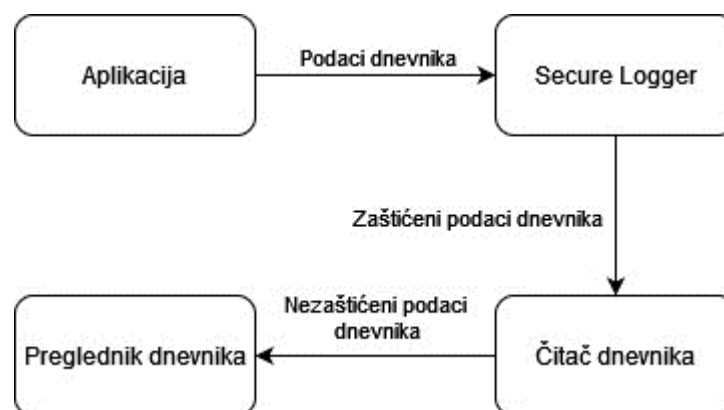 Aplikacija
Podaci dnevnika
Secure Logger
Zaštićeni podaci dnevnika
Nezaštićeni podaci
dnevnika
Preglednik dnevnika
Čitač dnevnika